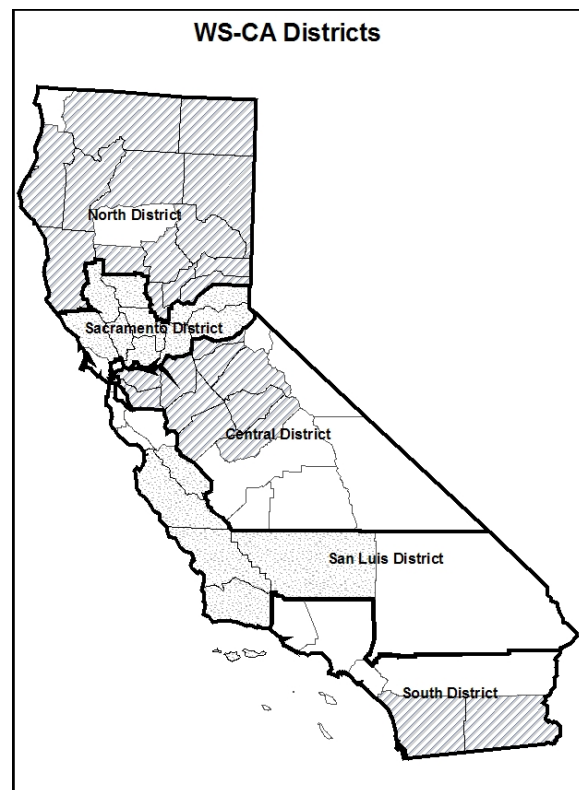 WS-CA Districts
North District
Sacramento District
Central District
San Luis District
South District